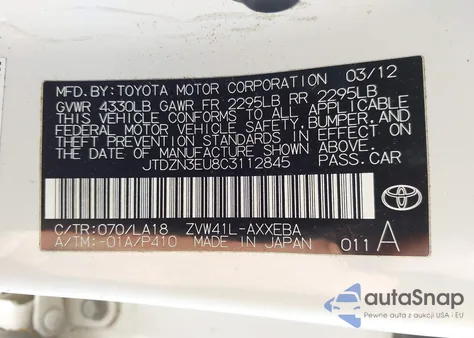 MFD. BY: TOYOTA MOTOR CORPORATION 03/12
GVWR 4330LB GAWR FR 2295LB RR 2295LB
THIS VEHICLE CONFORMS TO ALL APPLICABLE
FEDERAL MOTOR VEHICLE SAFETY, BUMPER, AND
THEFT PREVENTION STANDARDS IN EFFECT ON
THE DATE OF MANUFACTURE SHOWN ABOVE.
JTDZN3EU8C3112845 PASS. CAR
C/TR: 070/LA18 ZVW41L-AXXEBA
A/TM: -01A/P410 MADE IN JAPAN 011 A
autaSnap
Pewne auta z USA i EU